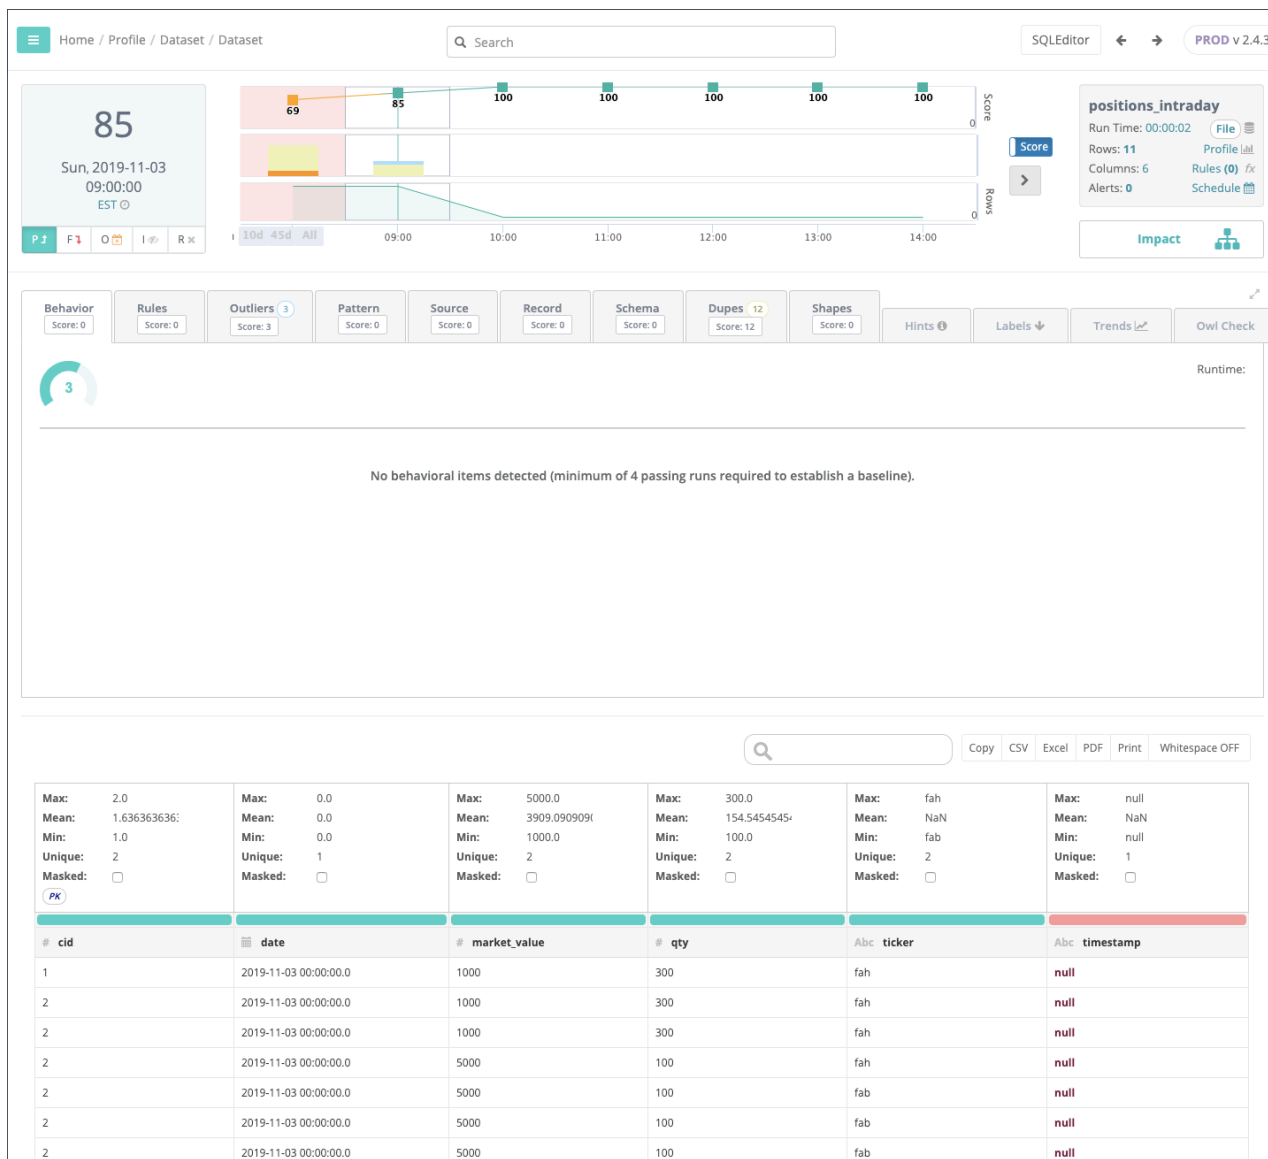 Home / Profile / Dataset / Dataset
Search
SQLEditor
PROD v 2.4.3
85
Sun, 2019-11-03
09:00:00
EST
P F O I R
69 85 100 100 100 100 100
Score
0
Rows
0
10d 45d All
09:00 10:00 11:00 12:00 13:00 14:00
Score
positions_intraday
Run Time: 00:00:02 File
Rows: 11 Profile
Columns: 6 Rules (0) fx
Alerts: 0 Schedule
Impact
Behavior Rules Outliers 3 Pattern Source Record Schema Dupes 12 Shapes
Score: 0 Score: 0 Score: 3 Score: 0 Score: 0 Score: 0 Score: 0 Score: 12 Score: 0
Hints Labels Trends Owl Check
3
Runtime:
No behavioral items detected (minimum of 4 passing runs required to establish a baseline).
Copy CSV Excel PDF Print Whitespace OFF
Max: 2.0 Max: 0.0 Max: 5000.0 Max: 300.0 Max: fah Max: null
Mean: 1.636363636 Mean: 0.0 Mean: 3909.090909 Mean: 154.5454545 Mean: NaN Mean: NaN
Min: 1.0 Min: 0.0 Min: 1000.0 Min: 100.0 Min: fab Min: null
Unique: 2 Unique: 1 Unique: 2 Unique: 2 Unique: 2 Unique: 1
Masked: Masked: Masked: Masked: Masked: Masked:
PK
# cid date # market_value # qty Abc ticker Abc timestamp
1 2019-11-03 00:00:00.0 1000 300 fah null
2 2019-11-03 00:00:00.0 1000 300 fah null
2 2019-11-03 00:00:00.0 1000 300 fah null
2 2019-11-03 00:00:00.0 5000 100 fah null
2 2019-11-03 00:00:00.0 5000 100 fab null
2 2019-11-03 00:00:00.0 5000 100 fab null
2 2019-11-03 00:00:00.0 5000 100 fab null